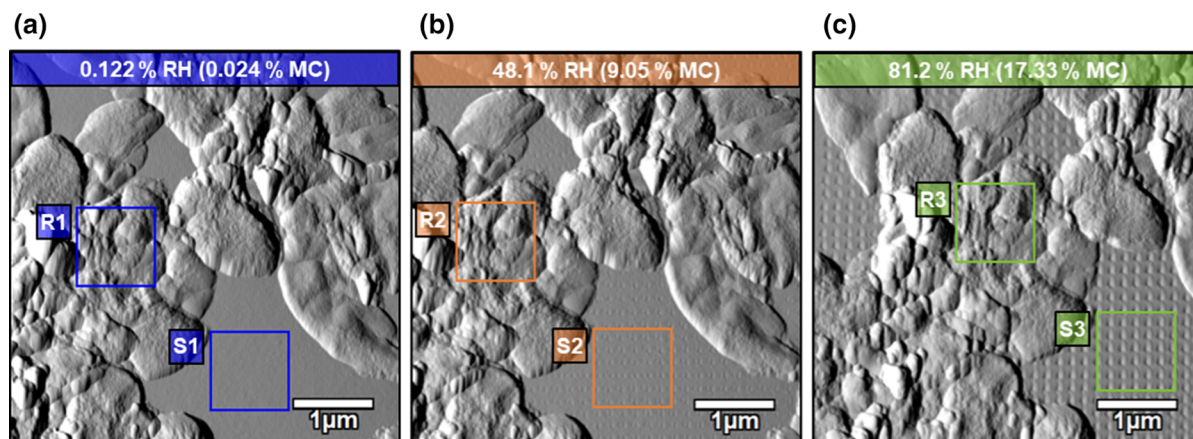 (a)
0.122 % RH (0.024 % MC)
R1
S1
1µm
(b)
48.1 % RH (9.05 % MC)
R2
S2
1µm
(c)
81.2 % RH (17.33 % MC)
R3
S3
1µm